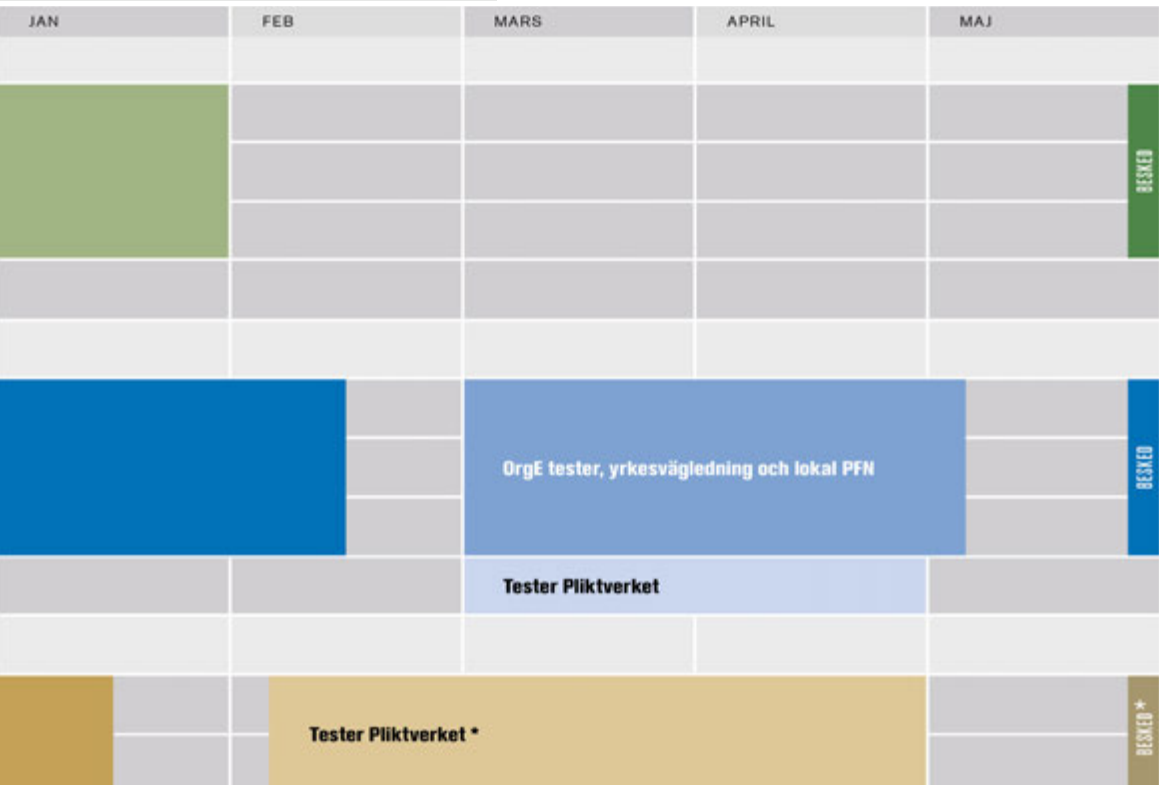 JAN
FEB
MARS
APRIL
MAJ
BESKED
OrgE tester, yrkesvägledning och lokal PFN
BESKED
Tester Pliktverket
Tester Pliktverket *
BESKED*